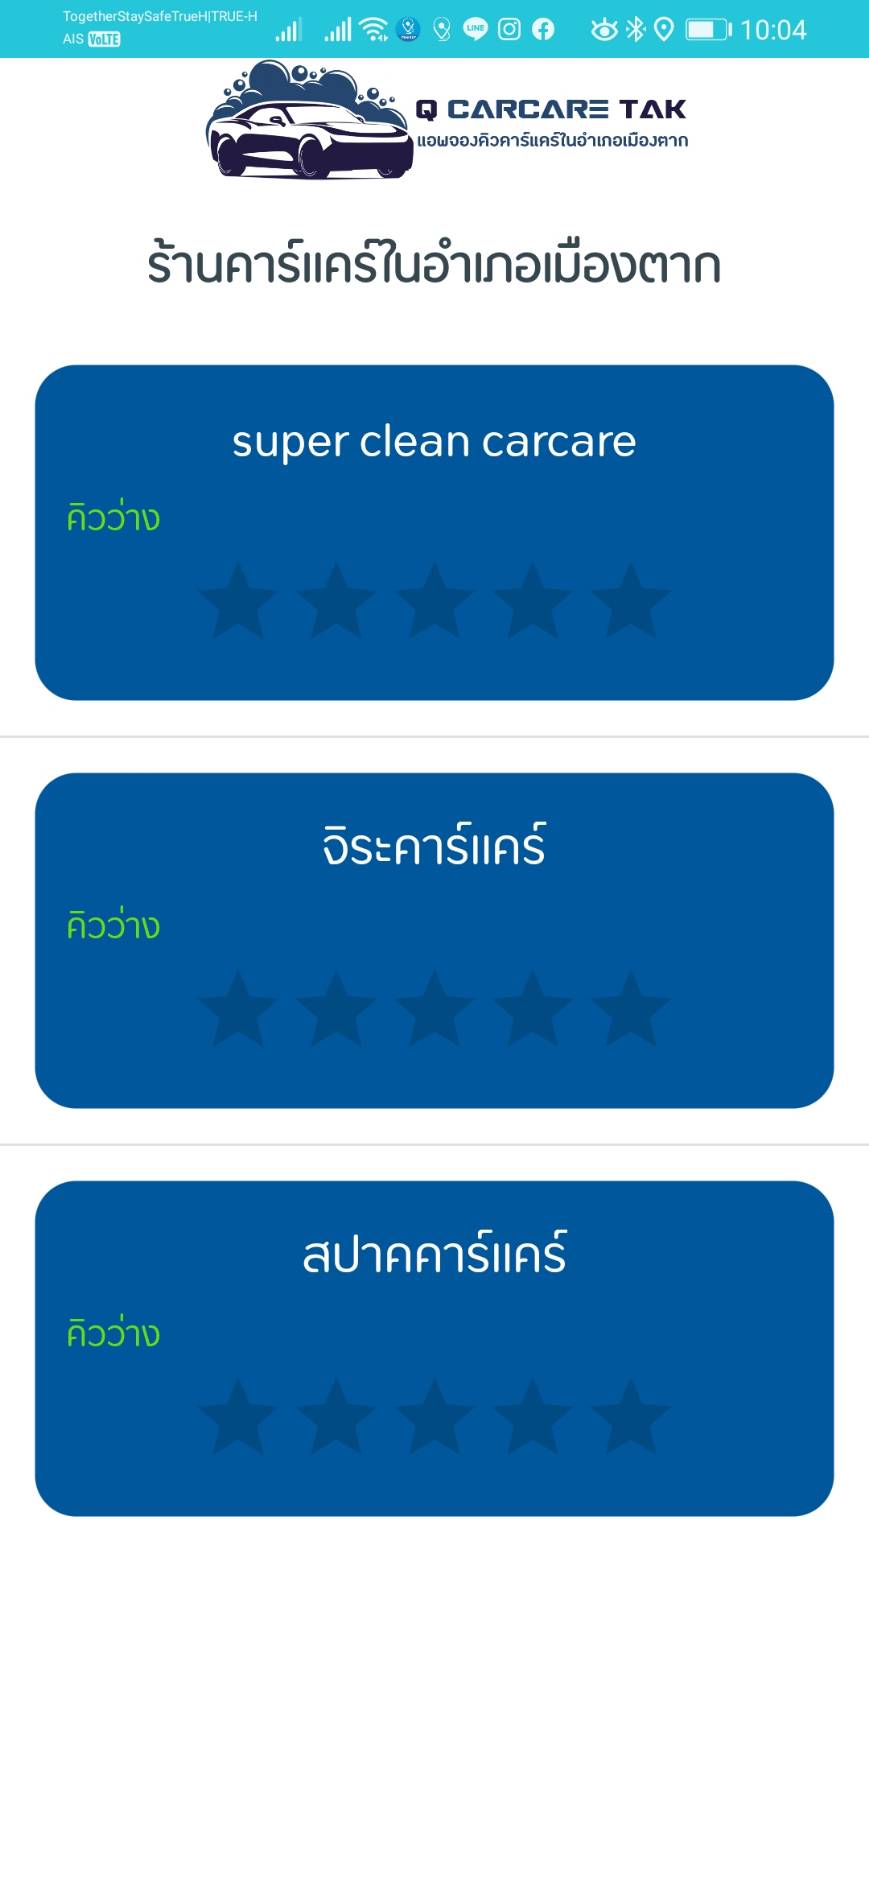 TogetherStaySafeTrueH|TRUE-H
AIS VoLTE
LINE
10:04
Q CARCARE TAK
แอพจองคิวคาร์แคร์ในอำเภอเมืองตาก
ร้านคาร์แคร์ในอำเภอเมืองตาก
super clean carcare
คิวว่าง
จิระคาร์แคร์
คิวว่าง
สปาคคาร์แคร์
คิวว่าง